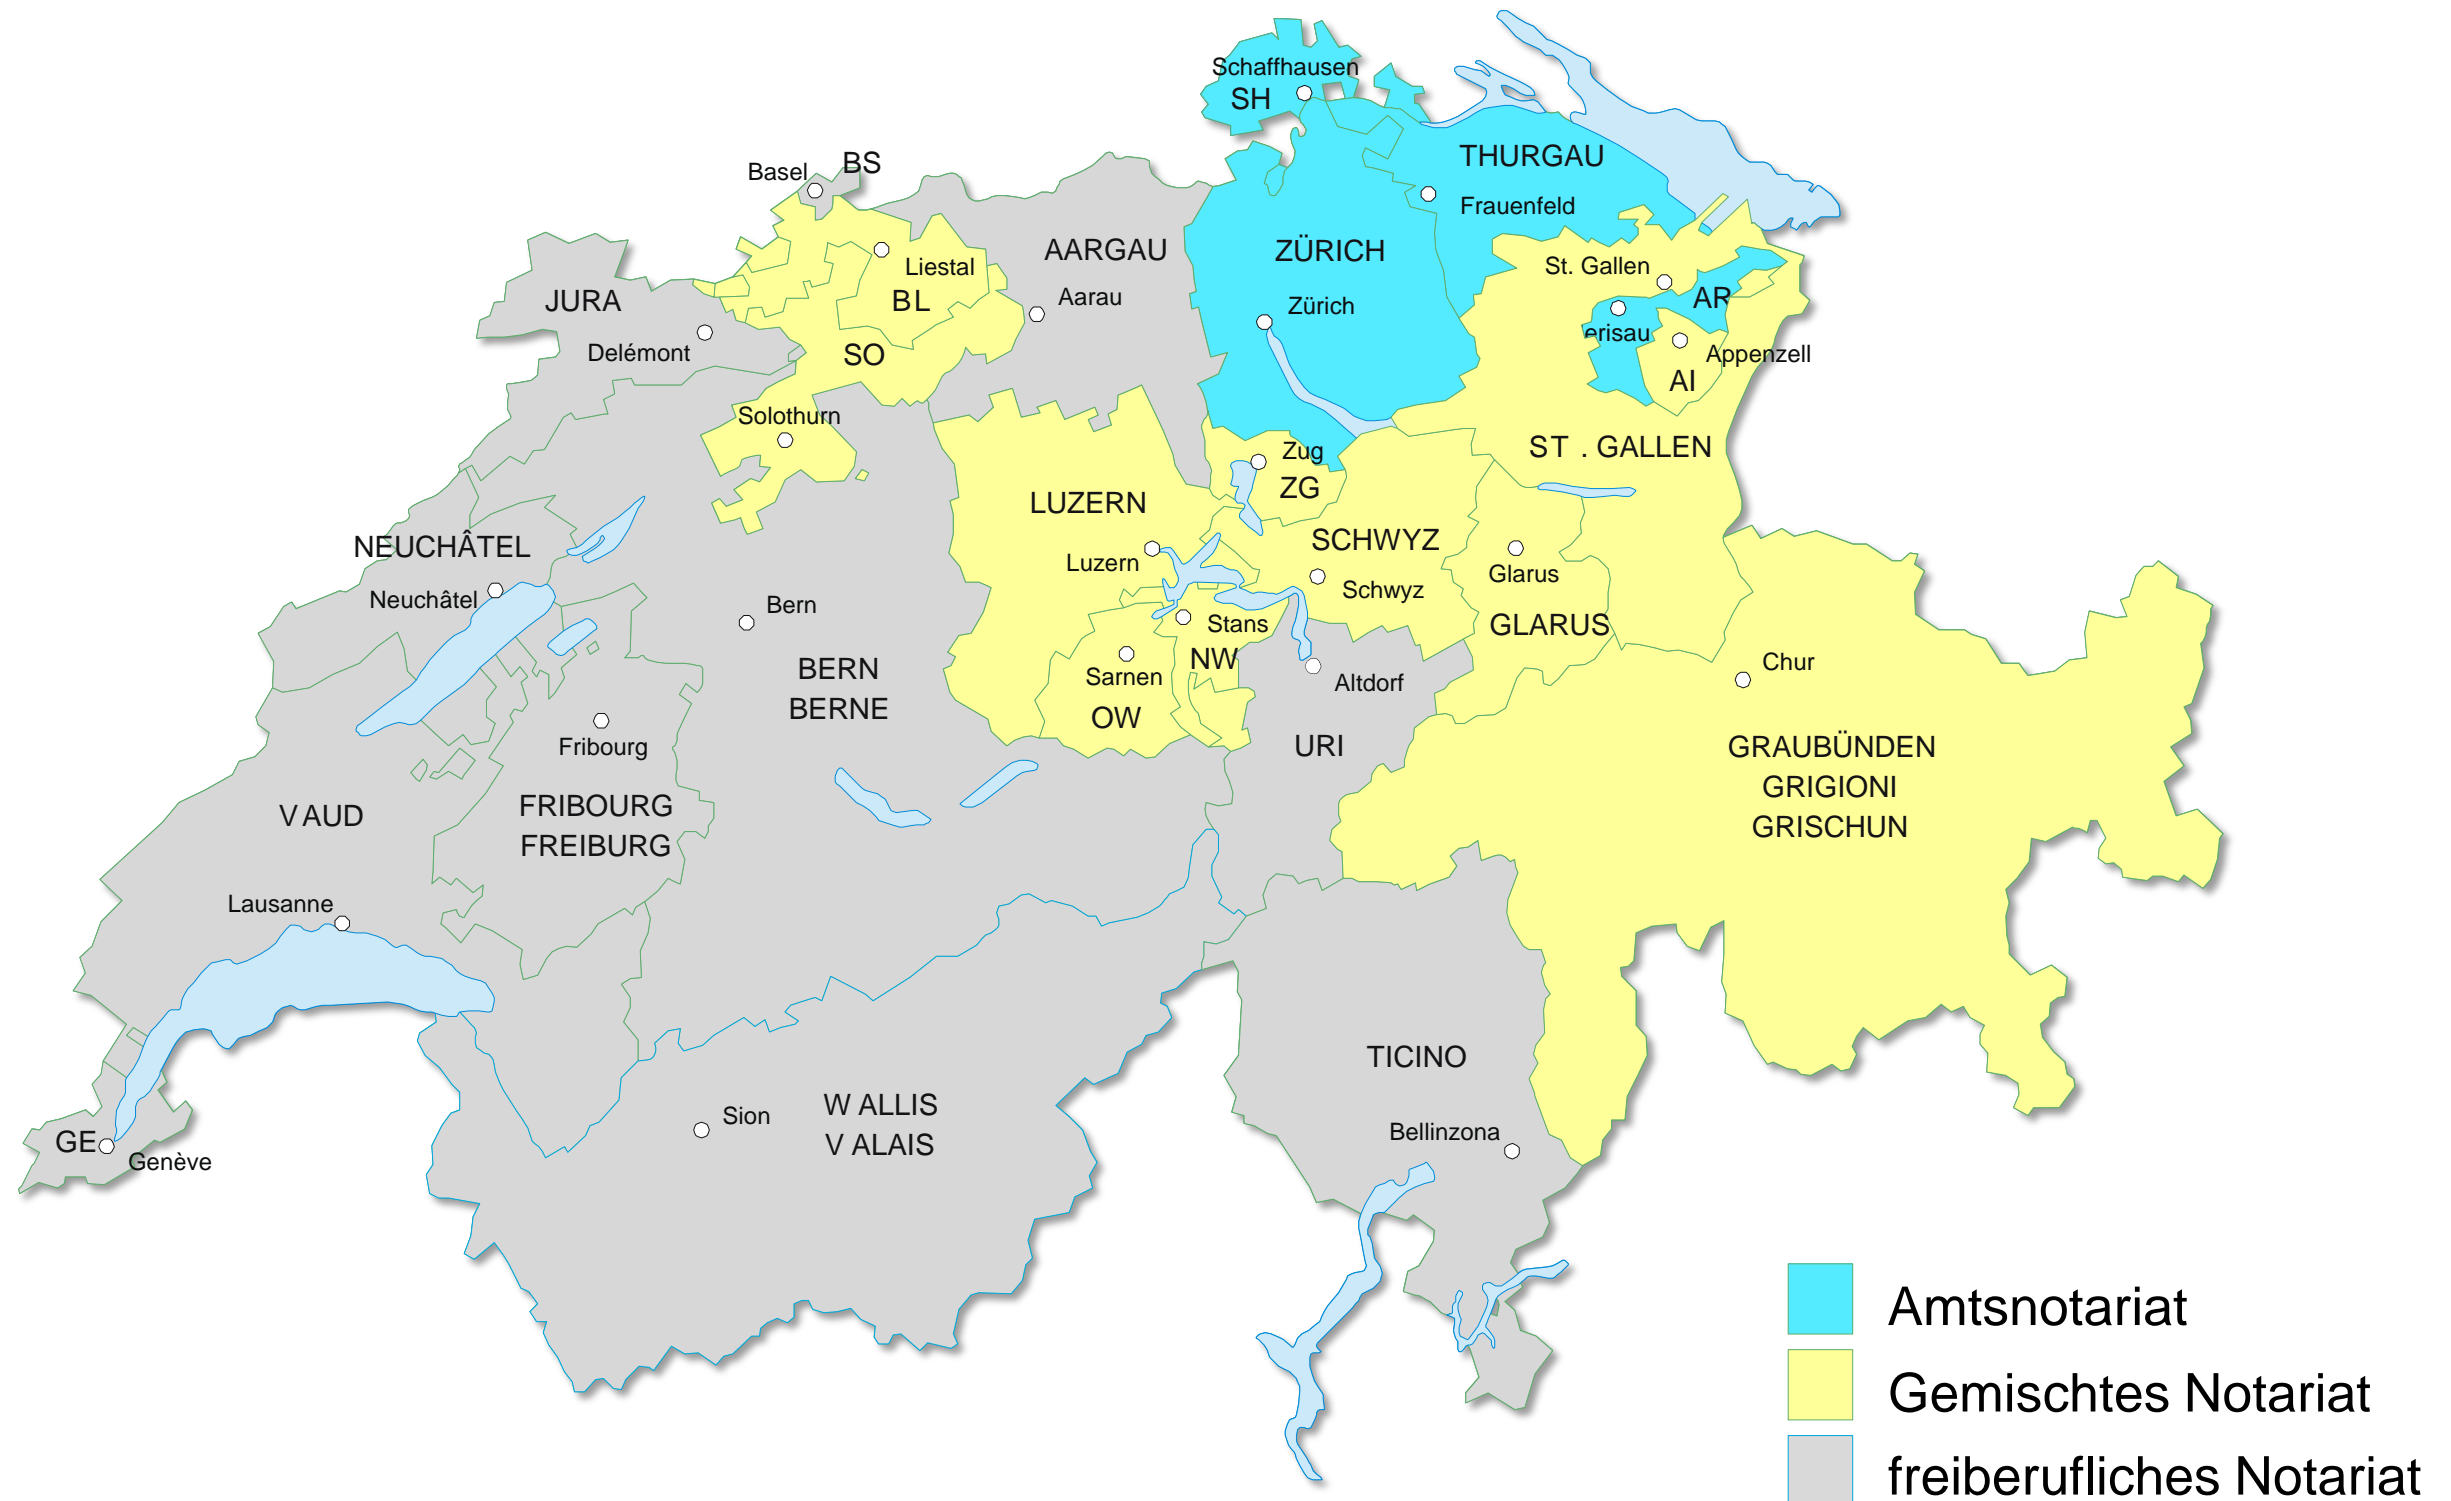 Schaffhausen
SH
BS
Basel
THURGAU
Frauenfeld
AARGAU
ZÜRICH
Liestal
BL
Aarau
Zürich
St. Gallen
AR
erisau
JURA
Delémont
SO
Appenzell
AI
Solothurn
Zug
ZG
ST . GALLEN
LUZERN
NEUCHÂTEL
SCHWYZ
Luzern
Glarus
Neuchâtel
Bern
Schwyz
Stans
GLARUS
NW
BERN
BERNE
Sarnen
OW
Altdorf
Chur
Fribourg
URI
GRAUBÜNDEN
GRIGIONI
GRISCHUN
V AUD
FRIBOURG
FREIBURG
Lausanne
TICINO
W ALLIS
V ALAIS
Sion
Bellinzona
GE
Genève
Amtsnotariat
Gemischtes Notariat
freiberufliches Notariat